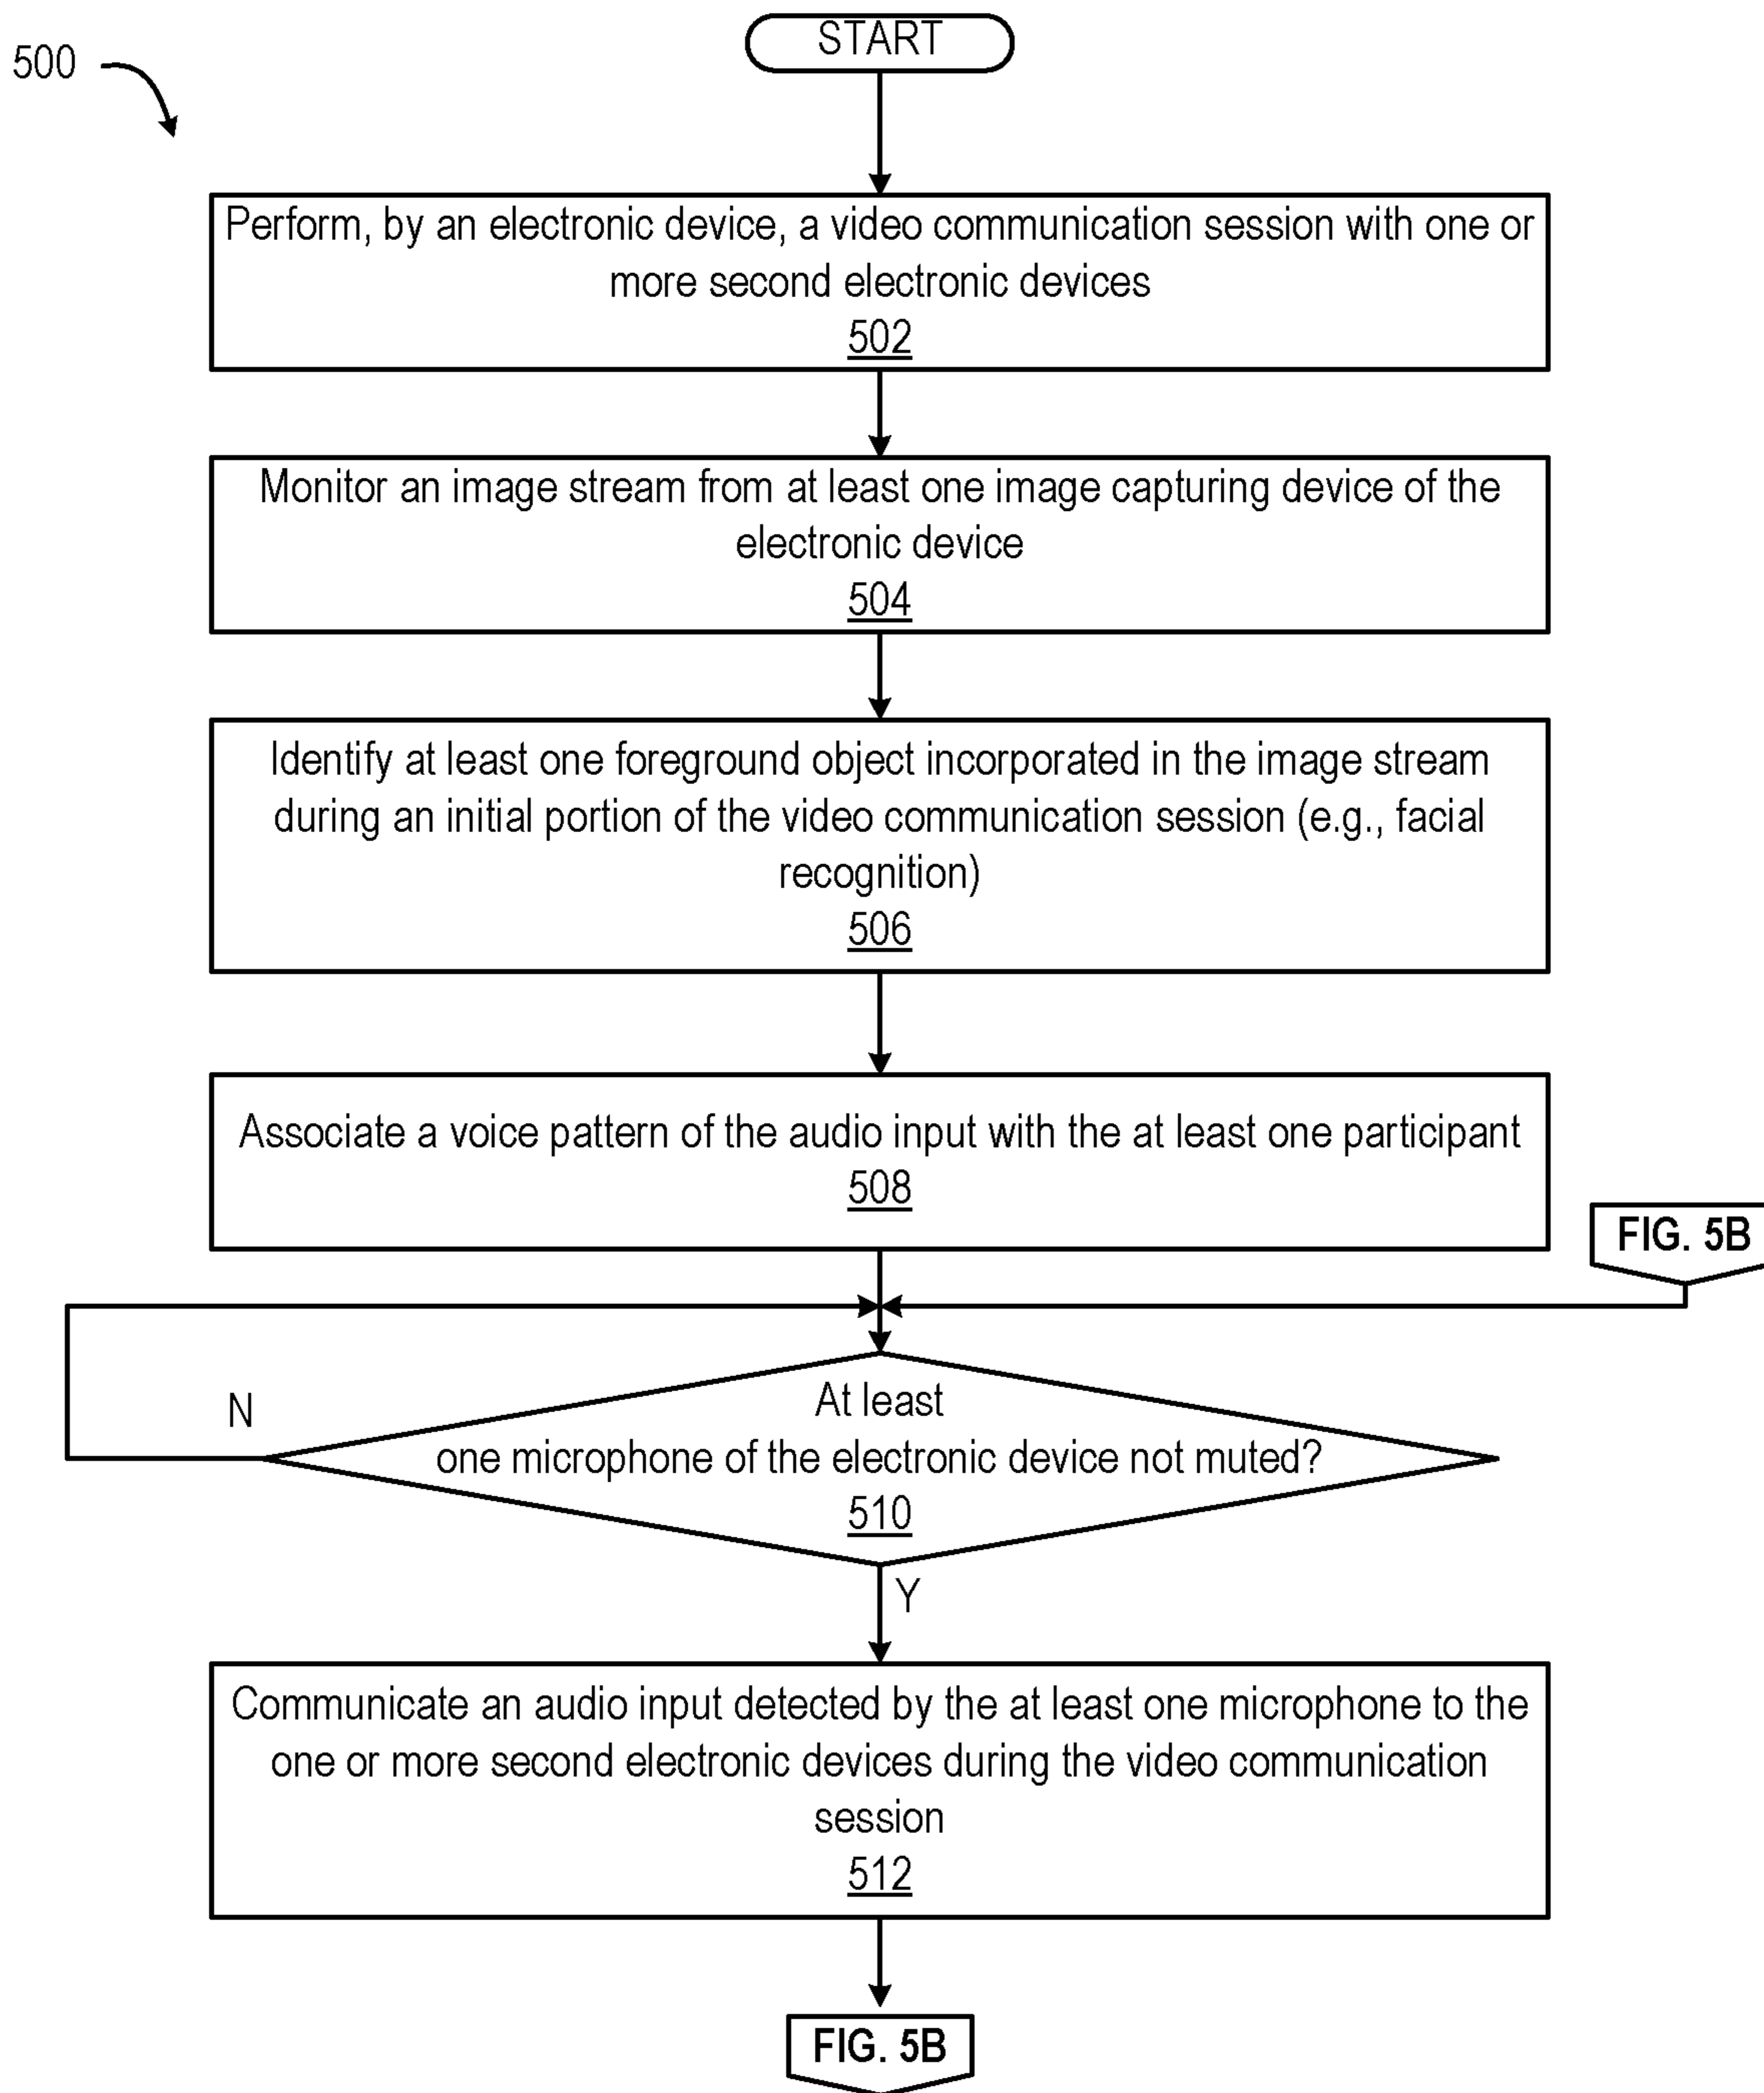 START
500
Perform, by an electronic device, a video communication session with one or
more second electronic devices
502
Monitor an image stream from at least one image capturing device of the
electronic device
504
Identify at least one foreground object incorporated in the image stream
during an initial portion of the video communication session (e.g., facial
recognition)
506
Associate a voice pattern of the audio input with the at least one participant
508
FIG. 5B
At least
one microphone of the electronic device not muted?
510
N
Y
Communicate an audio input detected by the at least one microphone to the
one or more second electronic devices during the video communication
session
512
FIG. 5B